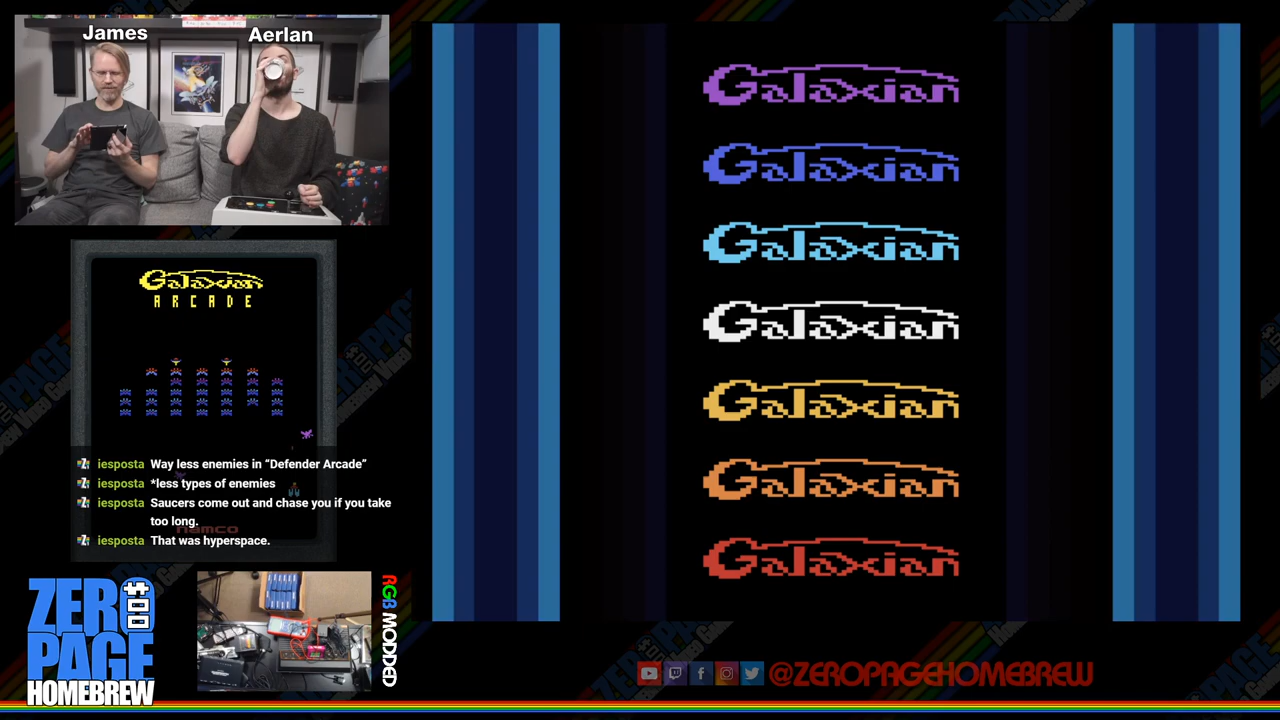 James
Aerlan
Galaxian
ARCADE
iesposta Way less enemies in “Defender Arcade”
iesposta *less types of enemies
iesposta Saucers come out and chase you if you take
too long.
iesposta That was hyperspace.
namco
ZERO
PAGE
HOMEBREW
RGB MODDED
Galaxian
Galaxian
Galaxian
Galaxian
Galaxian
Galaxian
Galaxian
@ZEROPAGEHOMEBREW